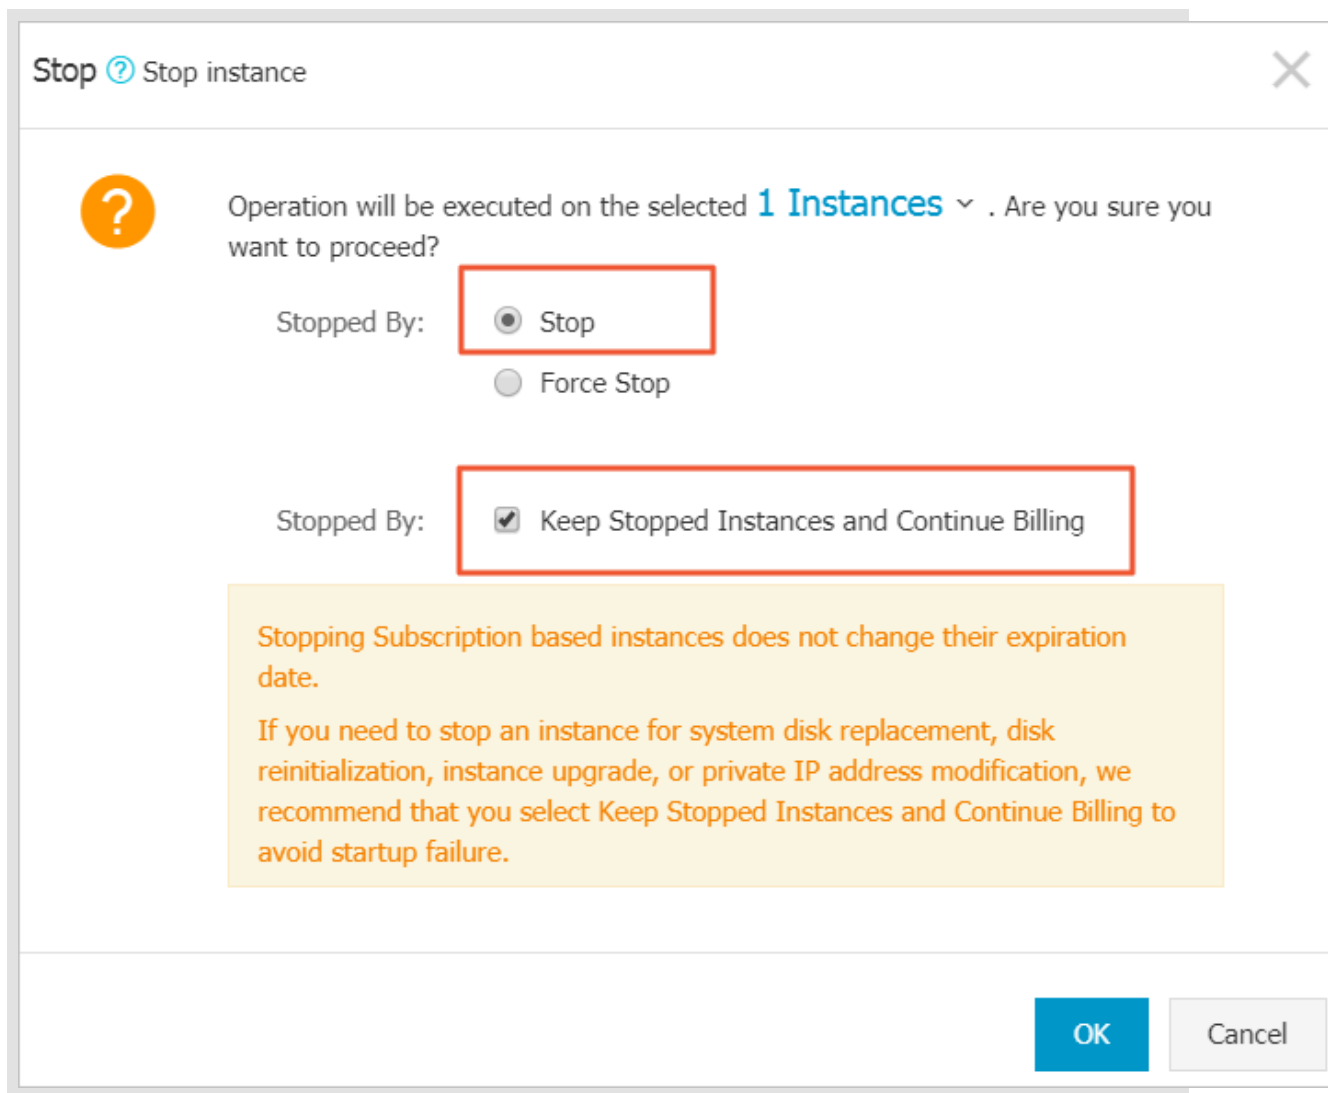 Stop ? Stop instance
?
Operation will be executed on the selected 1 Instances . Are you sure you
want to proceed?
Stopped By: Stop
Force Stop
Stopped By: Keep Stopped Instances and Continue Billing
Stopping Subscription based instances does not change their expiration
date.
If you need to stop an instance for system disk replacement, disk
reinitialization, instance upgrade, or private IP address modification, we
recommend that you select Keep Stopped Instances and Continue Billing to
avoid startup failure.
OK Cancel